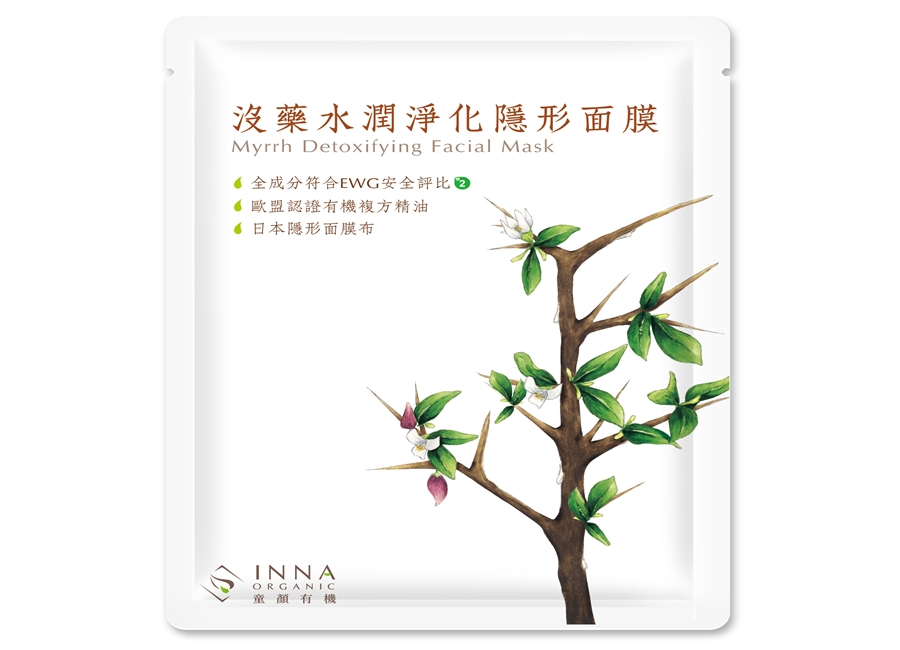 沒藥水潤淨化隱形面膜
Myrrh Detoxifying Facial Mask
全成分符合EWG安全評比2
歐盟認證有機複方精油
日本隱形面膜布
INNA
ORGANIC
童顏有機